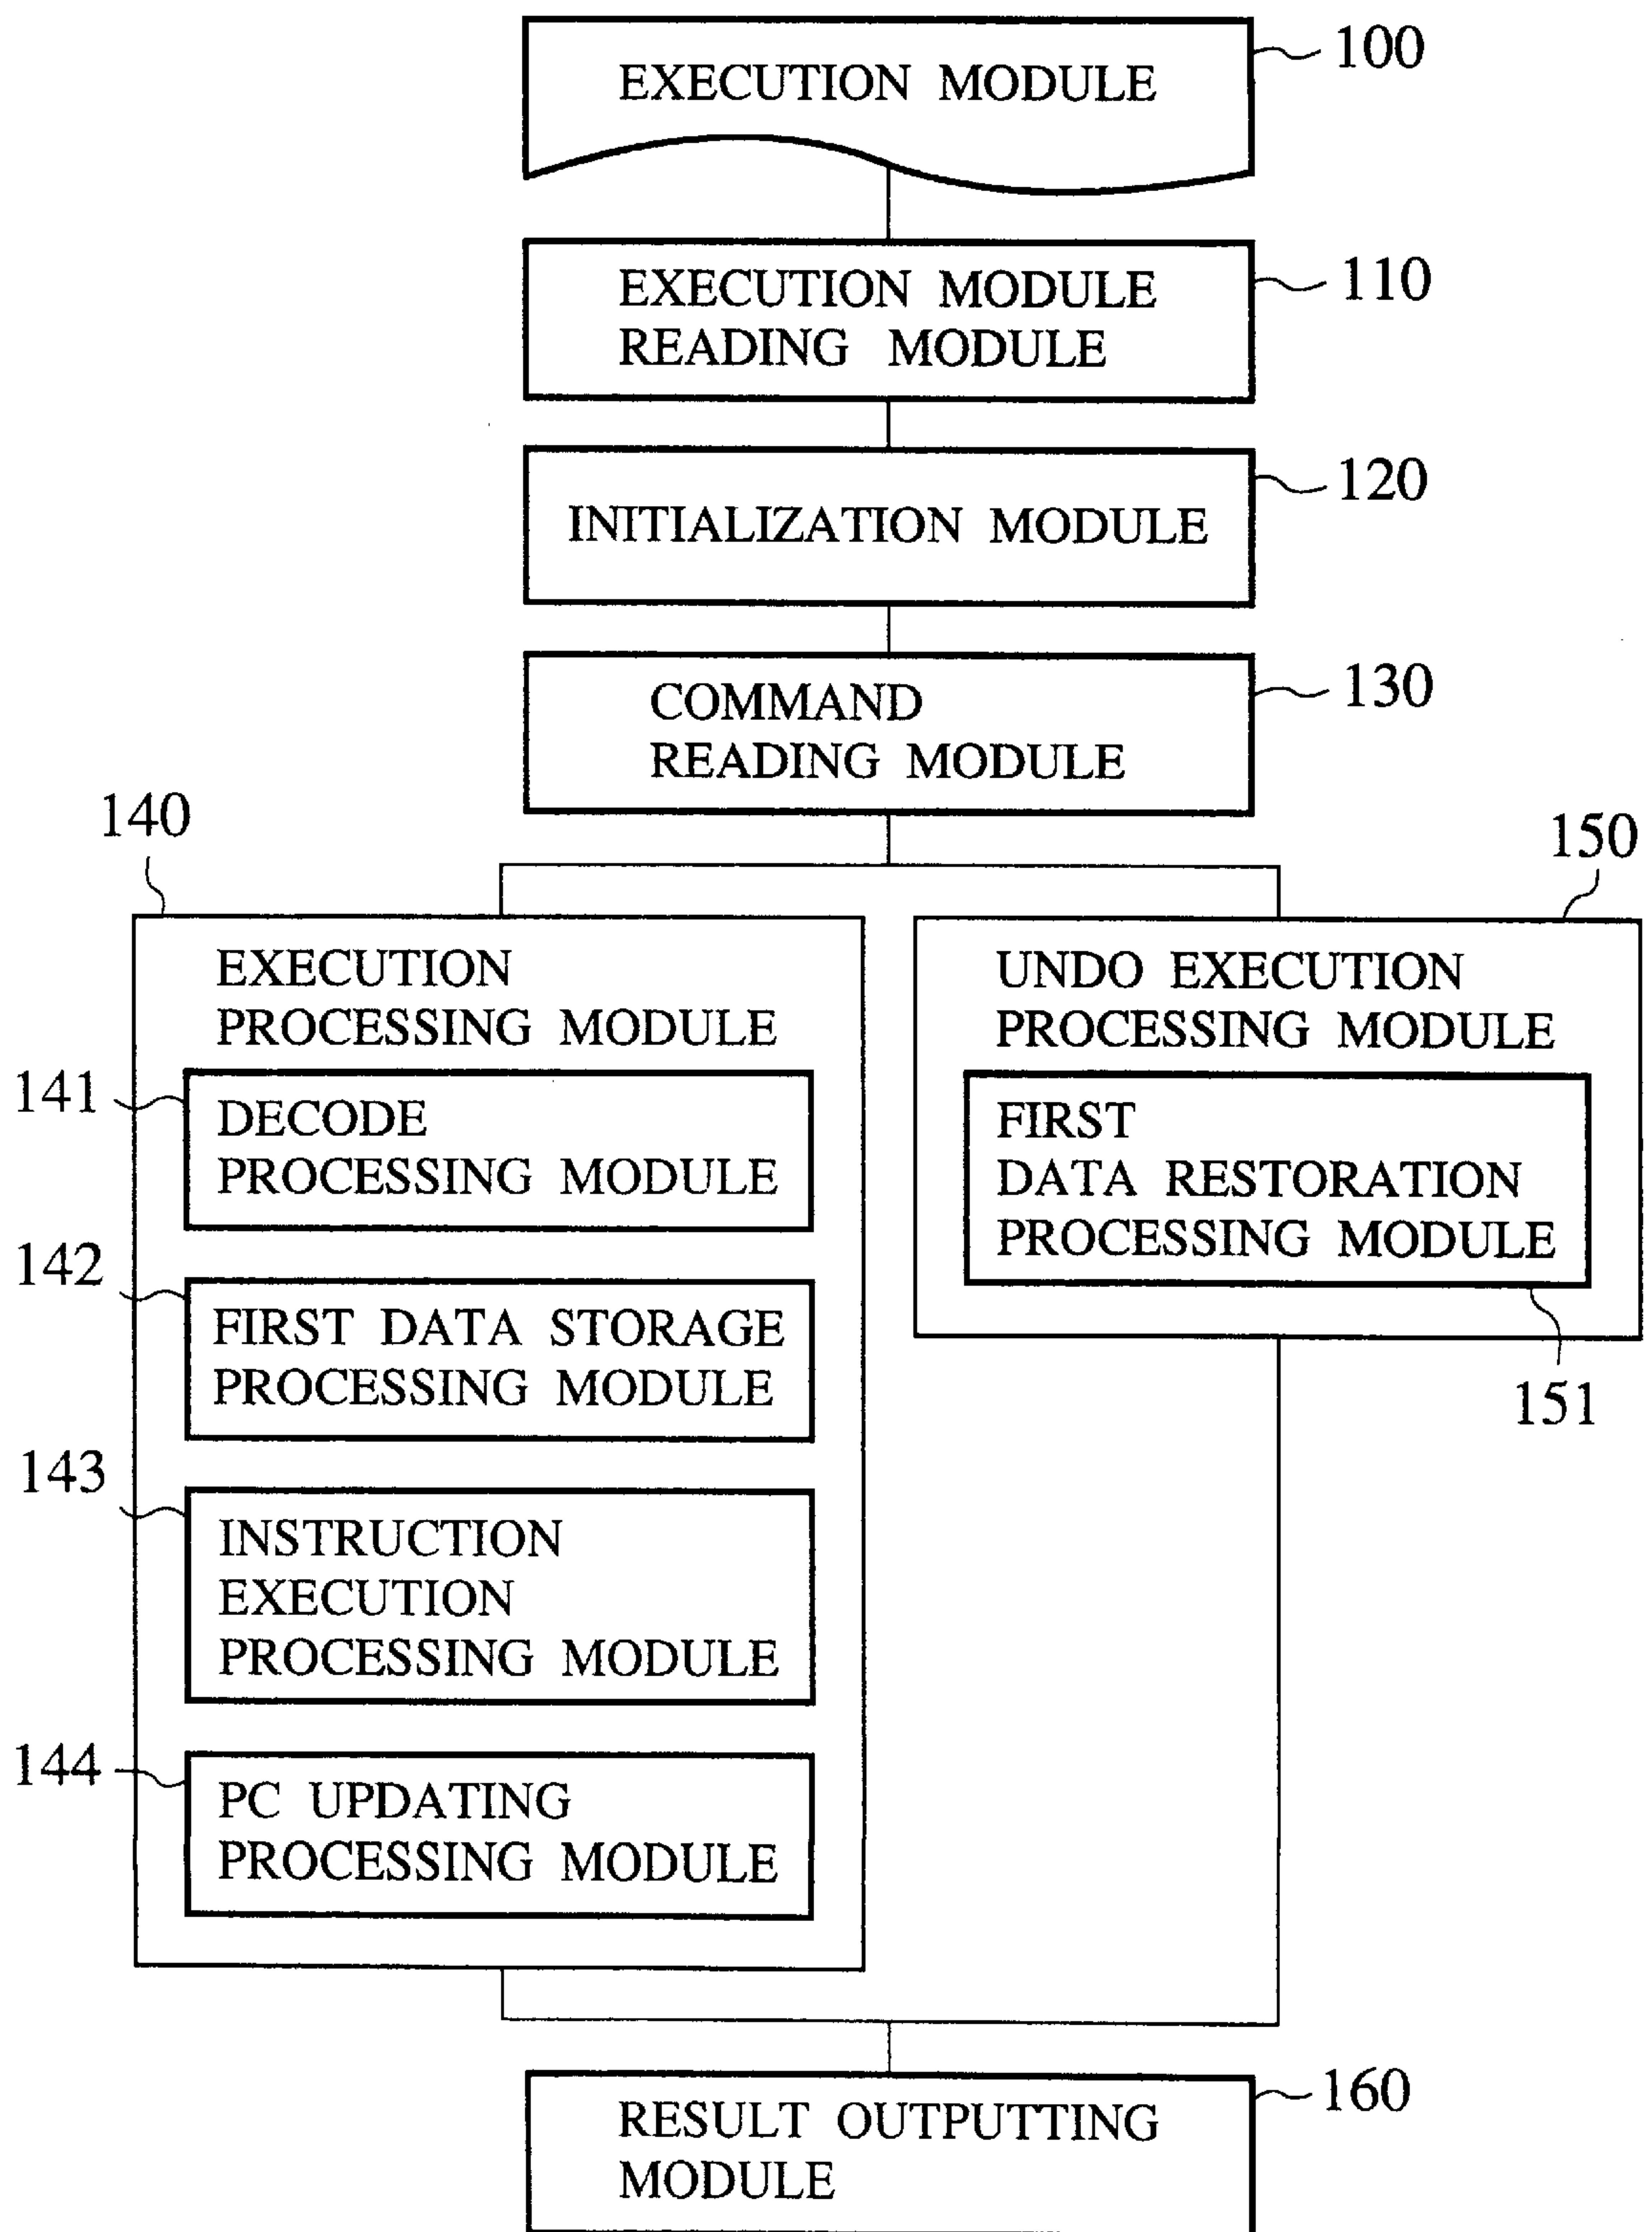 EXECUTION MODULE
100
EXECUTION MODULE
READING MODULE
110
INITIALIZATION MODULE
120
COMMAND
READING MODULE
130
140
EXECUTION
PROCESSING MODULE
141
DECODE
PROCESSING MODULE
142
FIRST DATA STORAGE
PROCESSING MODULE
143
INSTRUCTION
EXECUTION
PROCESSING MODULE
144
PC UPDATING
PROCESSING MODULE
150
UNDO EXECUTION
PROCESSING MODULE
FIRST
DATA RESTORATION
PROCESSING MODULE
151
RESULT OUTPUTTING
MODULE
160